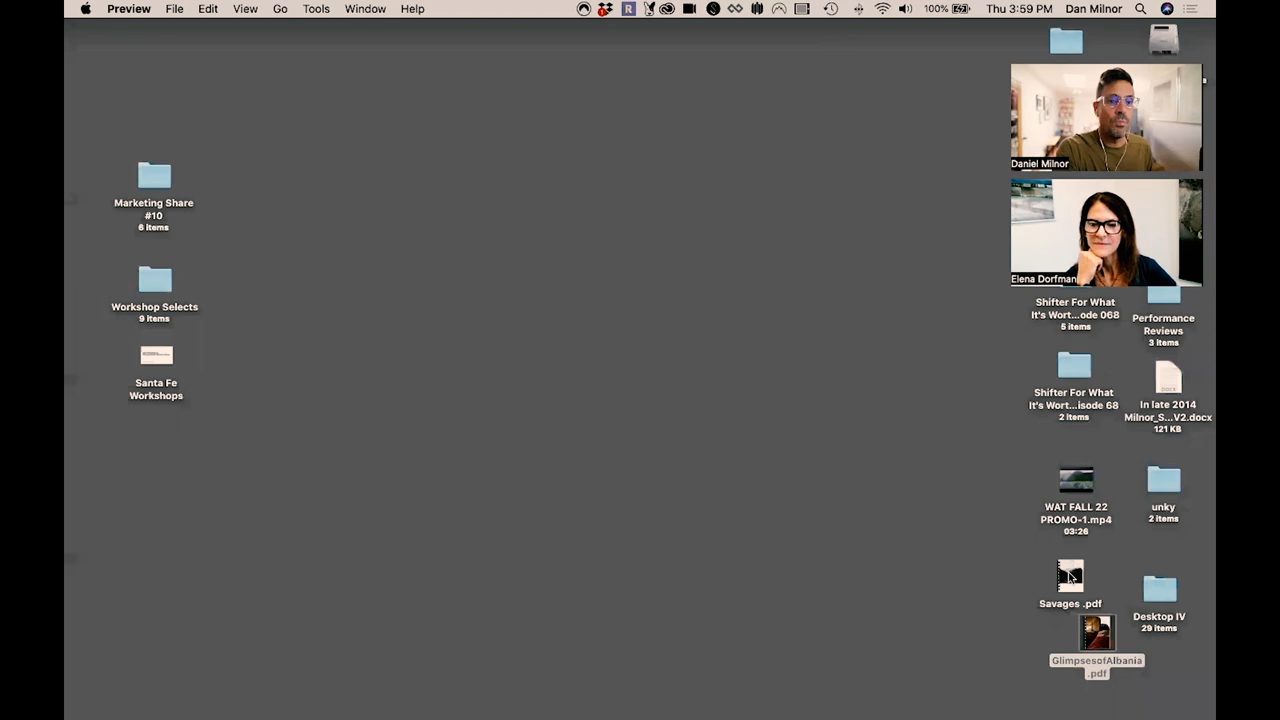 Preview File Edit View Go Tools Window Help
R
100%
Thu 3:59 PM
Dan Milnor
Daniel Milnor
Elena Dorfman
Marketing Share
#10
6 items
Workshop Selects
9 items
Santa Fe
Workshops
Shifter For What
It's Wort...ode 068
5 items
Performance
Reviews
3 items
Shifter For What
It's Wort...isode 68
2 items
DOCX
In late 2014
Milnor_S...V2.docx
121 KB
WAT FALL 22
PROMO-1.mp4
03:26
unky
2 items
Savages .pdf
Desktop IV
29 items
GlimpsesofAlbania
.pdf